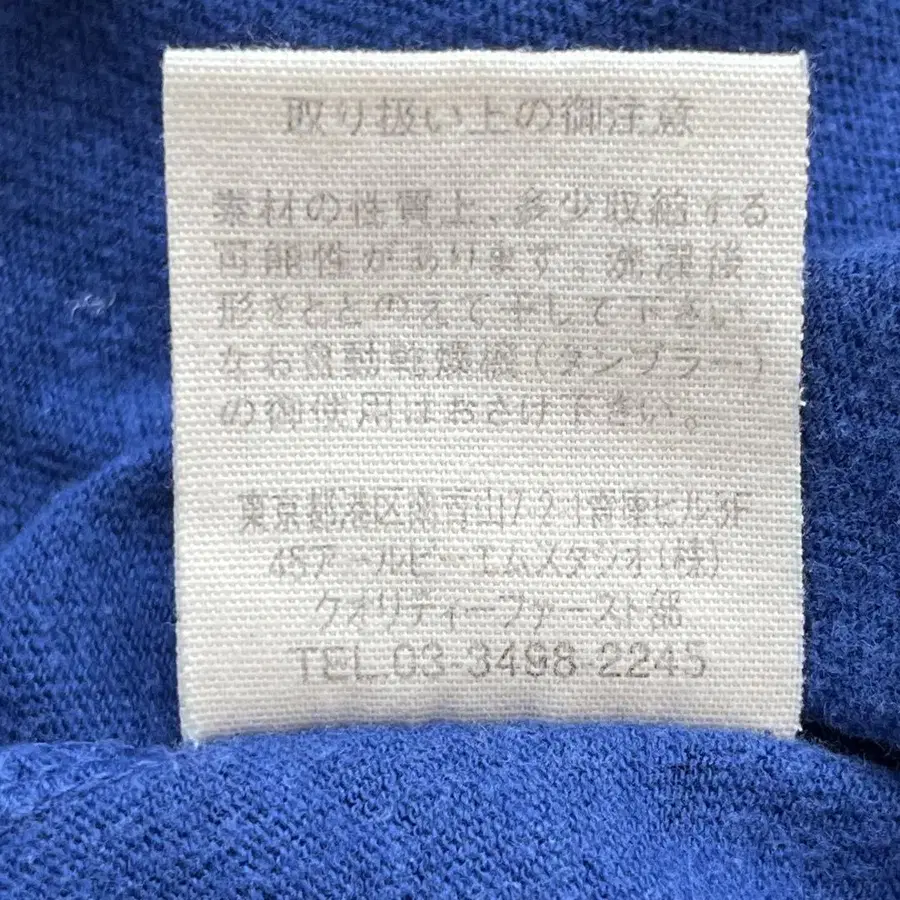 取り扱い上の御注意
素材の性質上、多少収縮する
可能性があります。洗濯後
形をととのえて干して下さい。
なお自動乾燥機(タンブラー)
の御使用はおさけ下さい。
東京都港区南青山7-2-1 ビル3F
45アールピーエムスタジオ(株)
クオリティーファースト部
TEL.03-3498-2245